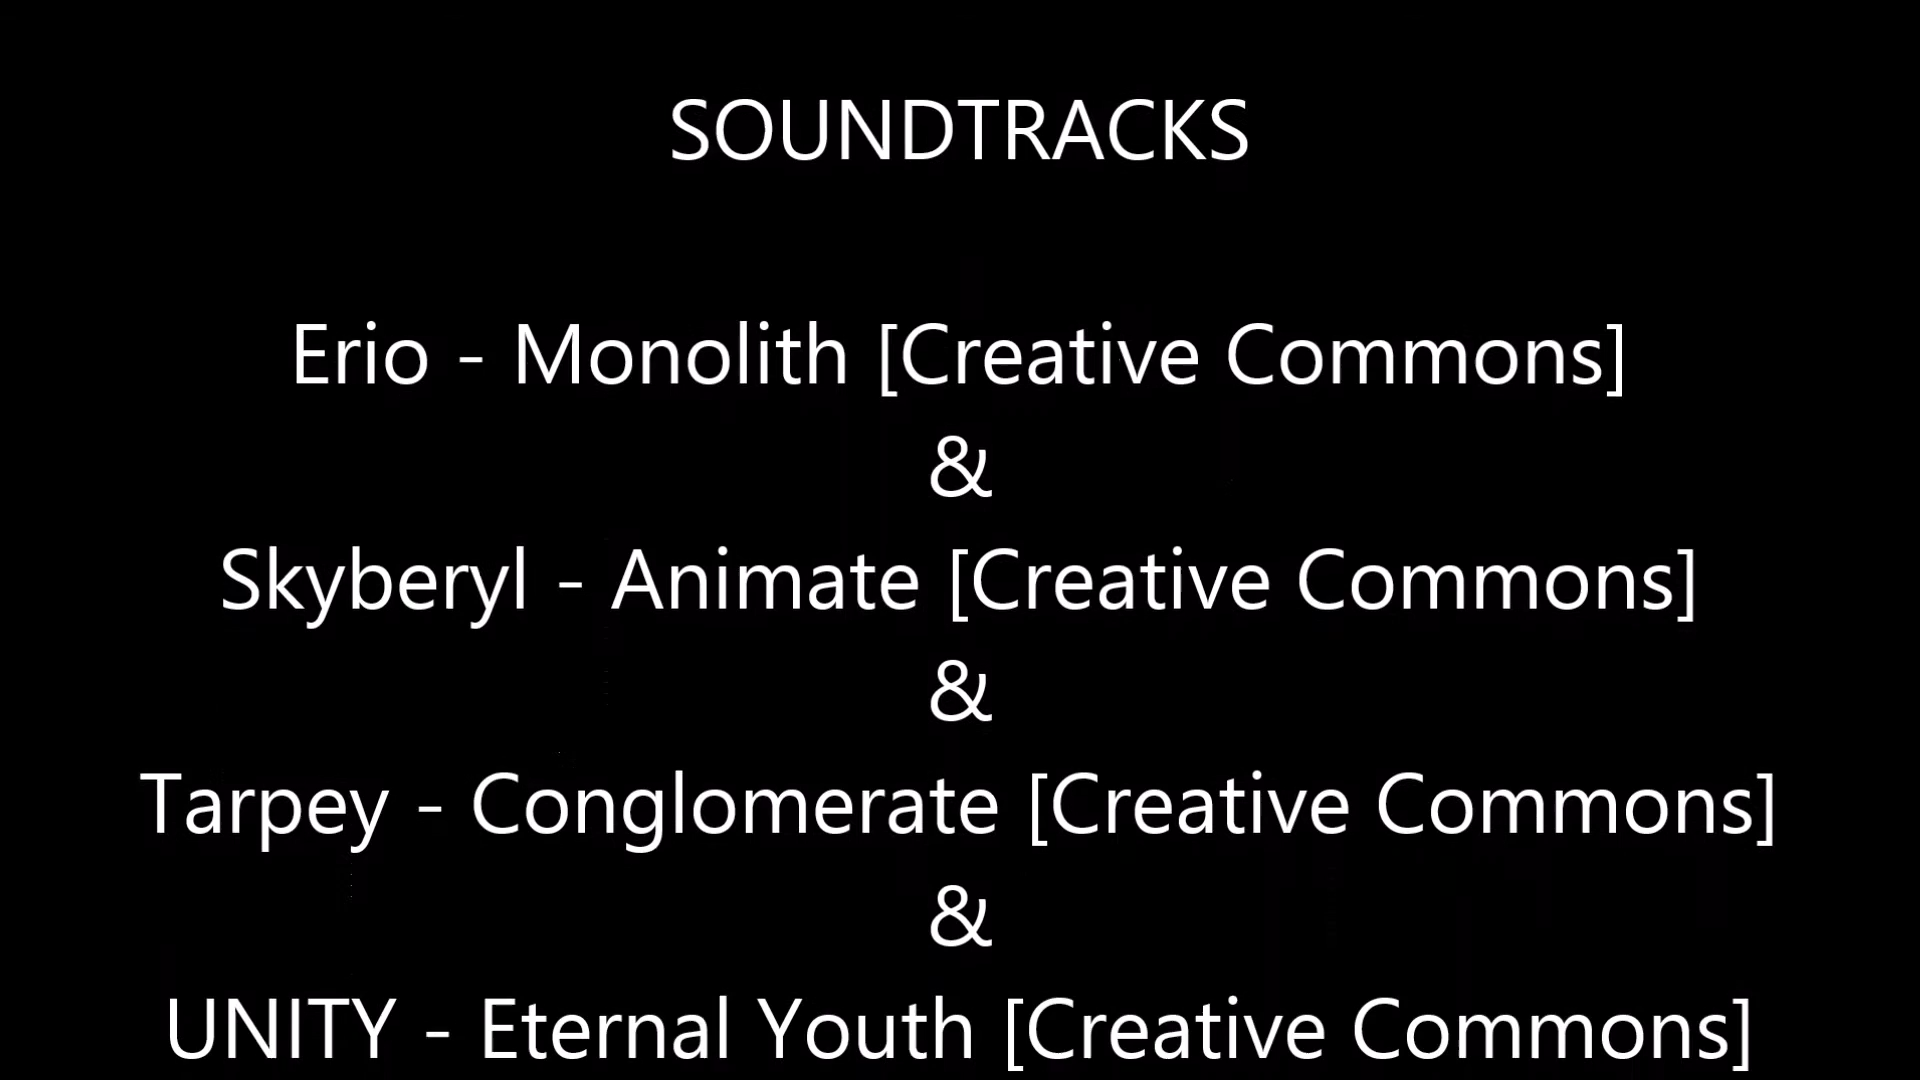 SOUNDTRACKS
Erio - Monolith [Creative Commons]
&
Skyberyl - Animate [Creative Commons]
&
Tarpey - Conglomerate [Creative Commons]
&
UNITY - Eternal Youth [Creative Commons]